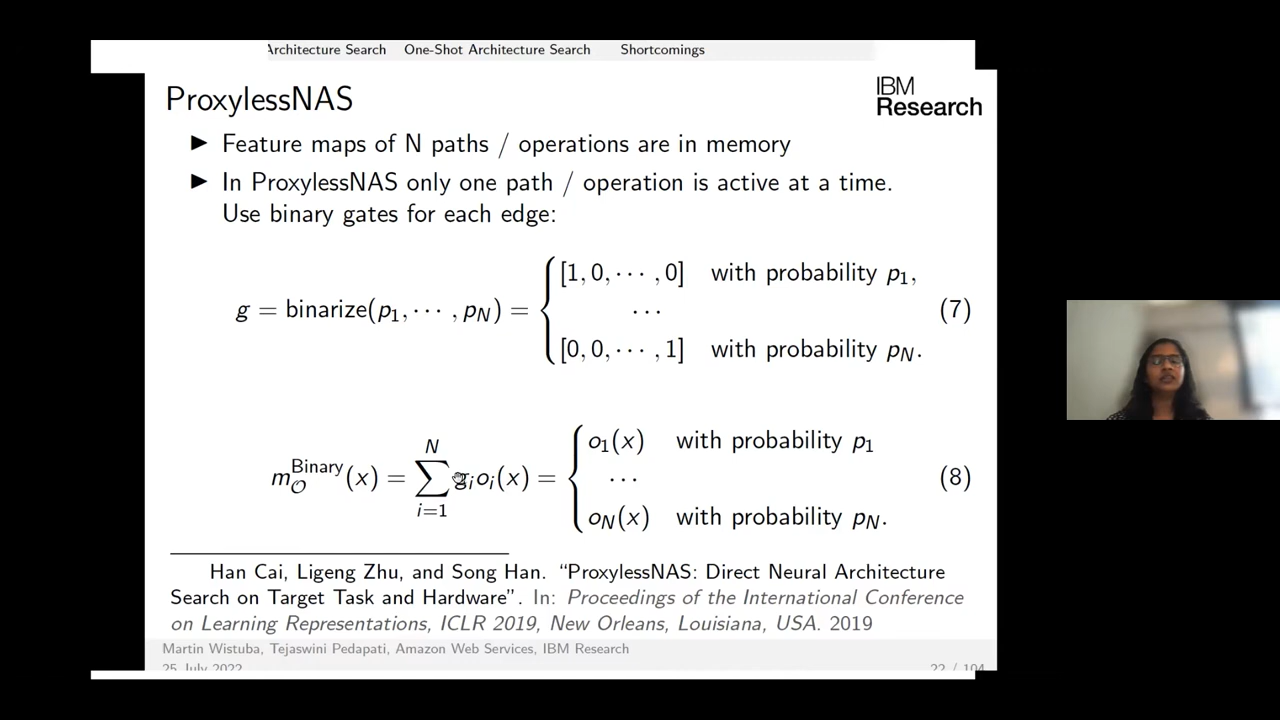 Architecture Search One-Shot Architecture Search Shortcomings
ProxylessNAS
IBM
Research
▶ Feature maps of N paths / operations are in memory
▶ In ProxylessNAS only one path / operation is active at a time.
Use binary gates for each edge:
[1, 0, ··· , 0] with probability p₁,
g = binarize(p₁, ··· , p_N) = { ··· (7)
[0, 0, ··· , 1] with probability p_N.
o₁(x) with probability p₁
m_𝒪^Binary(x) = ∑_{i=1}^{N} g_i o_i(x) = { ··· (8)
o_N(x) with probability p_N.
Han Cai, Ligeng Zhu, and Song Han. “ProxylessNAS: Direct Neural Architecture
Search on Target Task and Hardware”. In: Proceedings of the International Conference
on Learning Representations, ICLR 2019, New Orleans, Louisiana, USA. 2019
Martin Wistuba, Tejaswini Pedapati, Amazon Web Services, IBM Research
25 July 2022 22 / 104